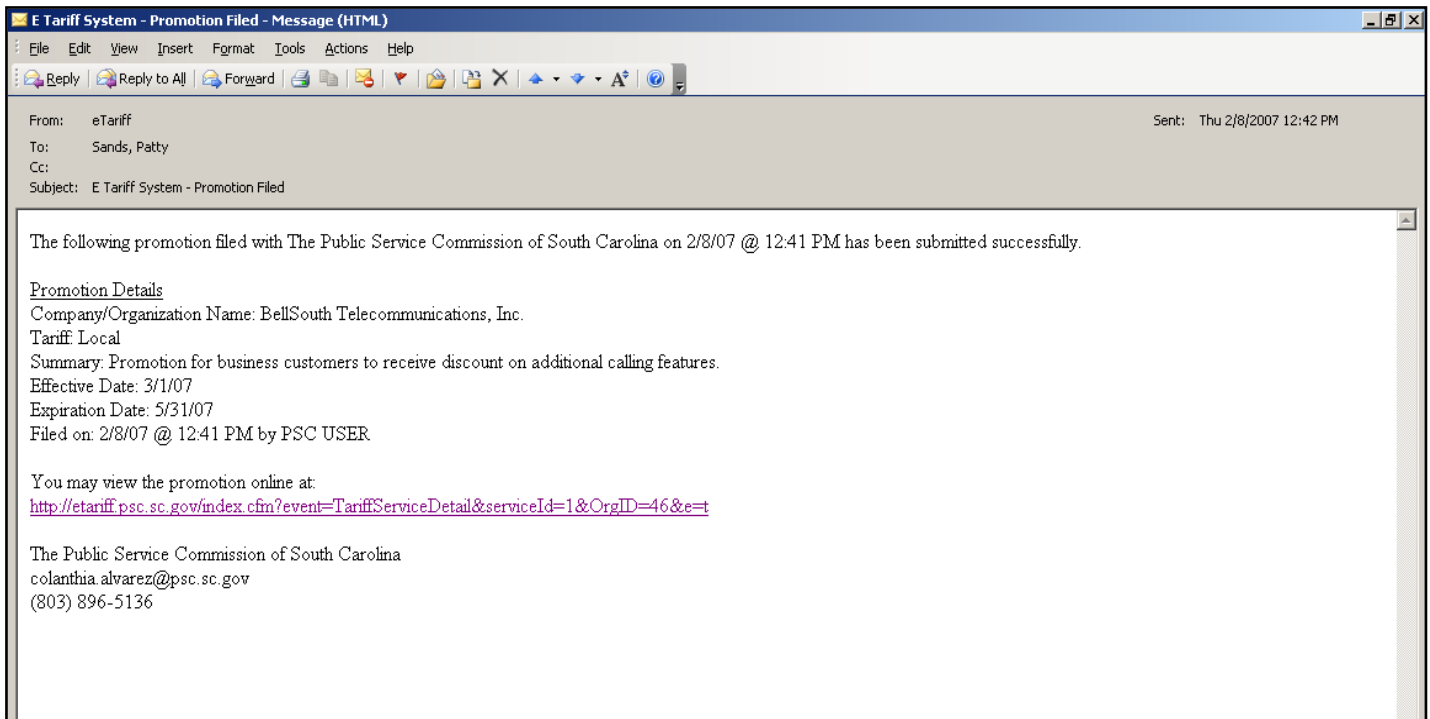 E Tariff System - Promotion Filed - Message (HTML)
File Edit View Insert Format Tools Actions Help
Reply Reply to All Forward
From: eTariff Sent: Thu 2/8/2007 12:42 PM
To: Sands, Patty
Cc:
Subject: E Tariff System - Promotion Filed
The following promotion filed with The Public Service Commission of South Carolina on 2/8/07 @ 12:41 PM has been submitted successfully.
Promotion Details
Company/Organization Name: BellSouth Telecommunications, Inc.
Tariff: Local
Summary: Promotion for business customers to receive discount on additional calling features.
Effective Date: 3/1/07
Expiration Date: 5/31/07
Filed on: 2/8/07 @ 12:41 PM by PSC USER
You may view the promotion online at:
http://etariff.psc.sc.gov/index.cfm?event=TariffServiceDetail&serviceId=1&OrgID=46&e=t
The Public Service Commission of South Carolina
colanthia.alvarez@psc.sc.gov
(803) 896-5136